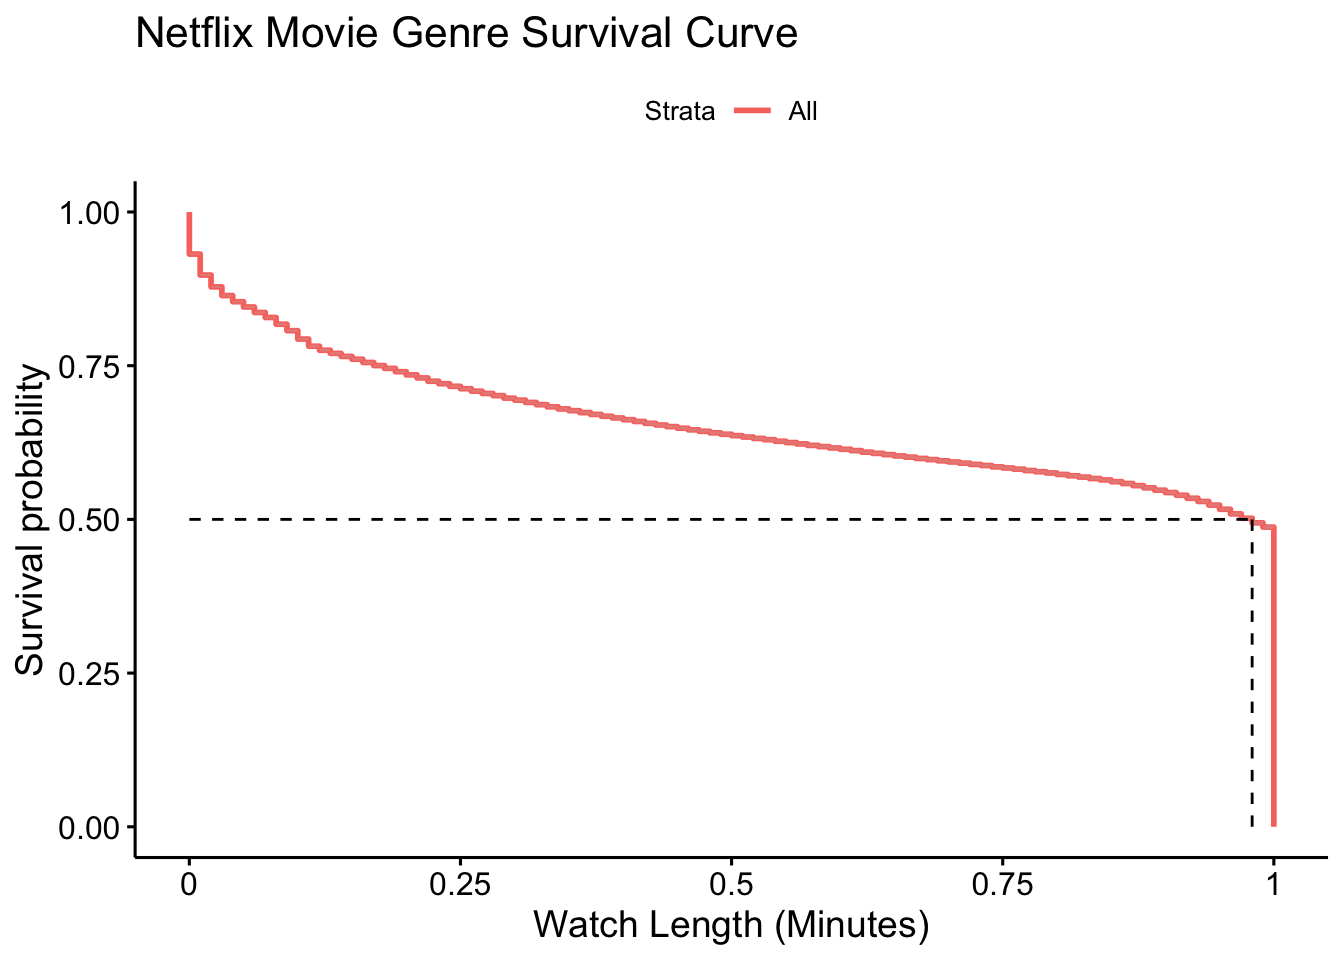 Netflix Movie Genre Survival Curve
Strata All
Survival probability
1.00
0.75
0.50
0.25
0.00
0 0.25 0.5 0.75 1
Watch Length (Minutes)